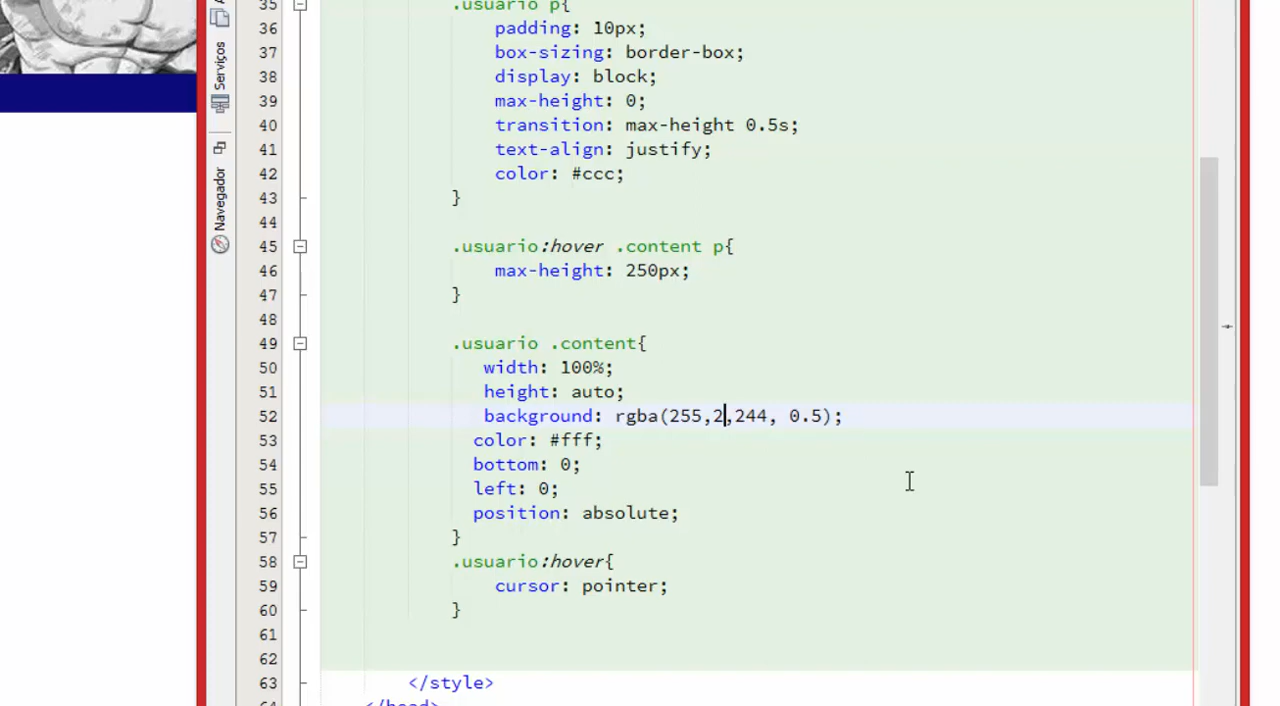 Serviços
Navegador
35 .usuario p{
36 padding: 10px;
37 box-sizing: border-box;
38 display: block;
39 max-height: 0;
40 transition: max-height 0.5s;
41 text-align: justify;
42 color: #ccc;
43 }
44
45 .usuario:hover .content p{
46 max-height: 250px;
47 }
48
49 .usuario .content{
50 width: 100%;
51 height: auto;
52 background: rgba(255,2,244, 0.5);
53 color: #fff;
54 bottom: 0;
55 left: 0;
56 position: absolute;
57 }
58 .usuario:hover{
59 cursor: pointer;
60 }
61
62
63 </style>
64 </head>